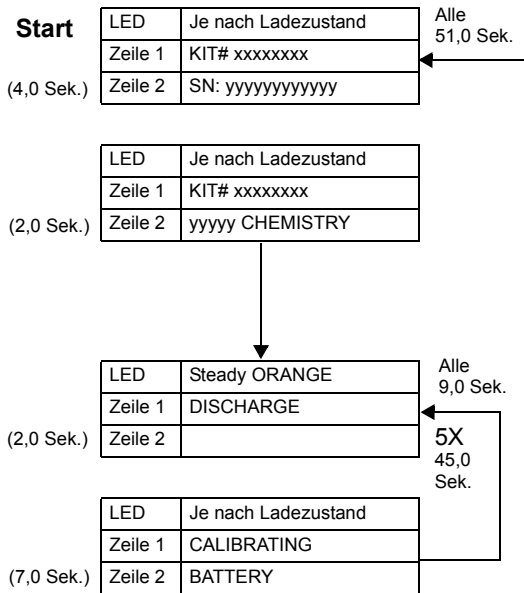 Start
LED Je nach Ladezustand
Zeile 1 KIT# xxxxxxxx
(4,0 Sek.) Zeile 2 SN: yyyyyyyyyyyy
Alle
51,0 Sek.
LED Je nach Ladezustand
Zeile 1 KIT# xxxxxxxx
(2,0 Sek.) Zeile 2 yyyyy CHEMISTRY
LED Steady ORANGE
Zeile 1 DISCHARGE
(2,0 Sek.) Zeile 2
Alle
9,0 Sek.
5X
45,0
Sek.
LED Je nach Ladezustand
Zeile 1 CALIBRATING
(7,0 Sek.) Zeile 2 BATTERY